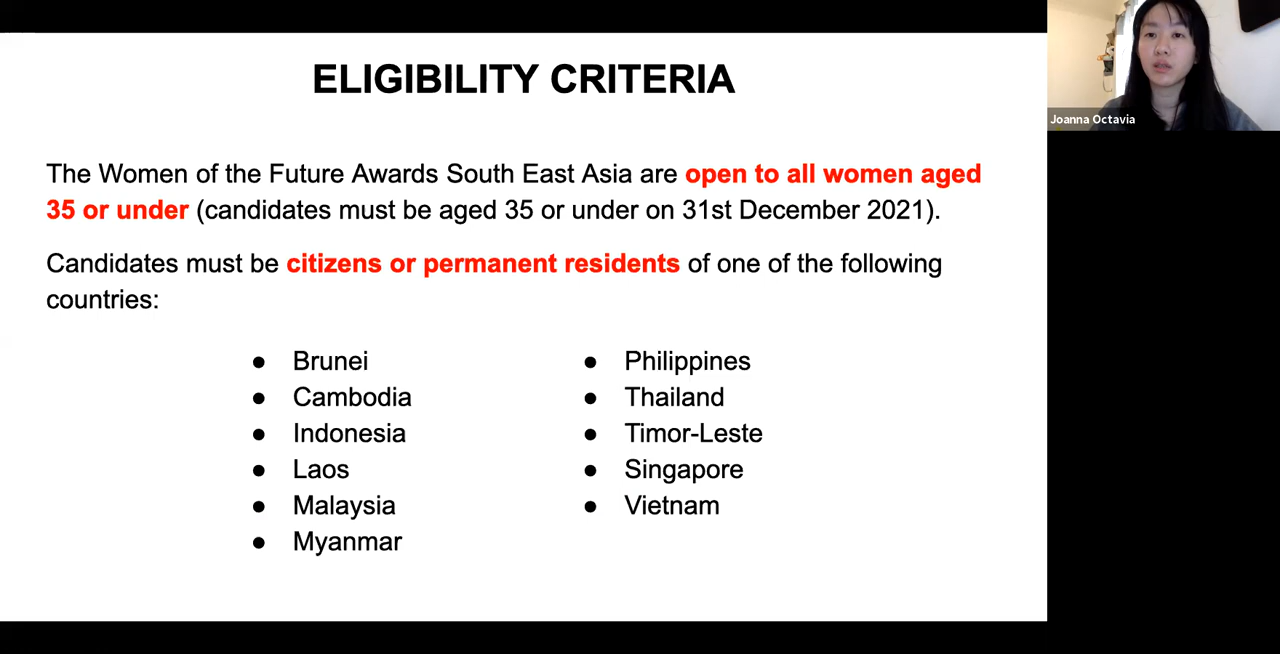 ELIGIBILITY CRITERIA
Joanna Octavia
The Women of the Future Awards South East Asia are open to all women aged
35 or under (candidates must be aged 35 or under on 31st December 2021).
Candidates must be citizens or permanent residents of one of the following
countries:
● Brunei
● Cambodia
● Indonesia
● Laos
● Malaysia
● Myanmar
● Philippines
● Thailand
● Timor-Leste
● Singapore
● Vietnam